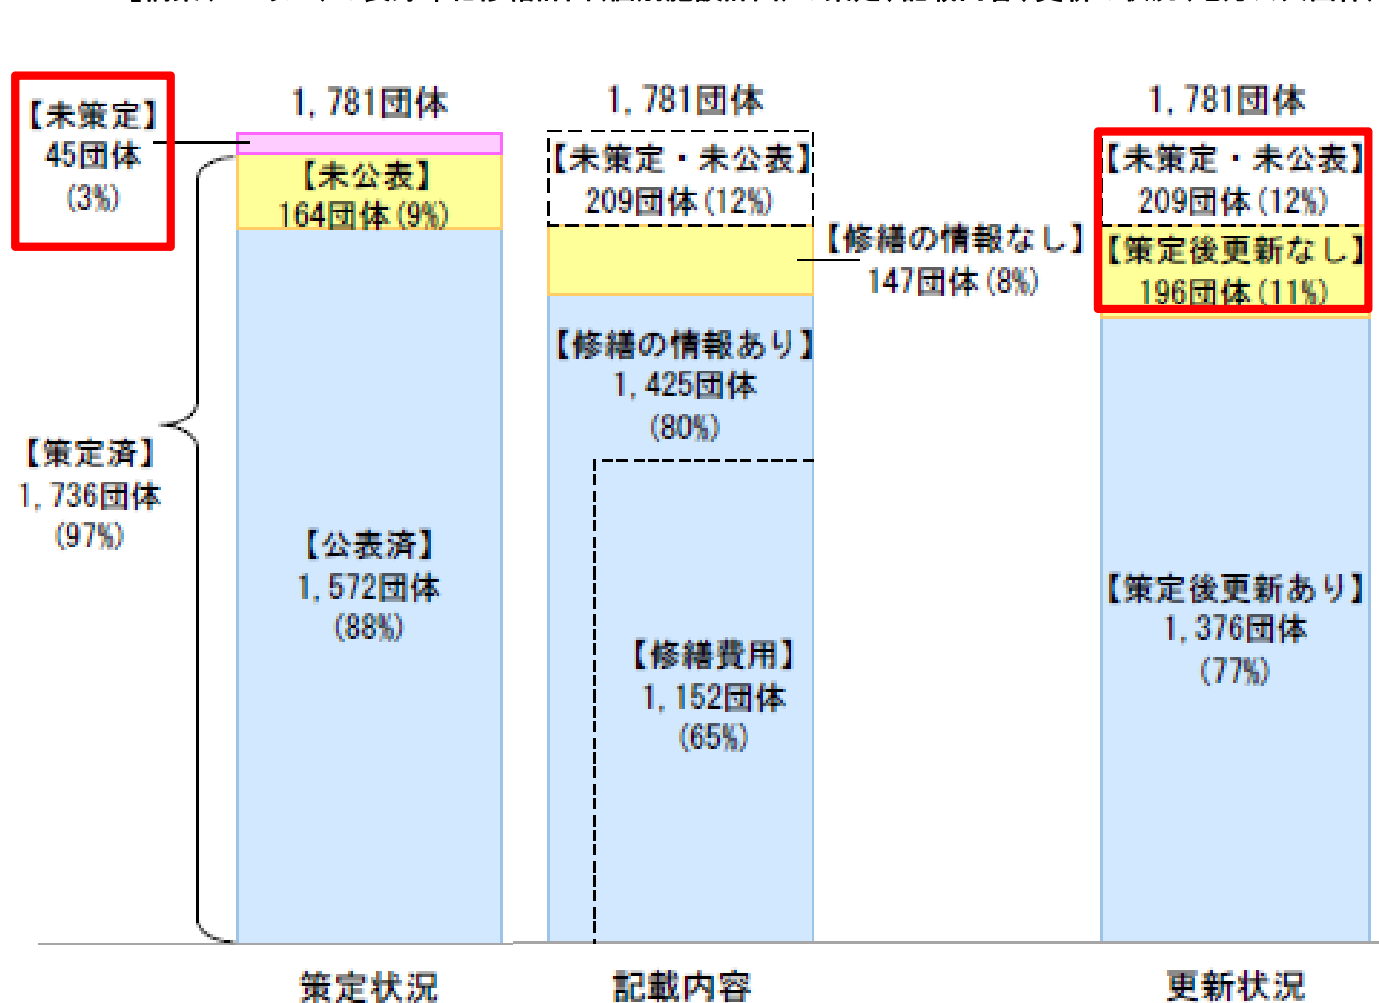 【未策定】
45団体
(3%)
【策定済】
1,736団体
(97%)
1,781団体
【未公表】
164団体(9%)
【公表済】
1,572団体
(88%)
策定状況
1,781団体
【未策定・未公表】
209団体(12%)
【修繕の情報なし】
147団体(8%)
【修繕の情報あり】
1,425団体
(80%)
【修繕費用】
1,152団体
(65%)
記載内容
1,781団体
【未策定・未公表】
209団体(12%)
【策定後更新なし】
196団体(11%)
【策定後更新あり】
1,376団体
(77%)
更新状況